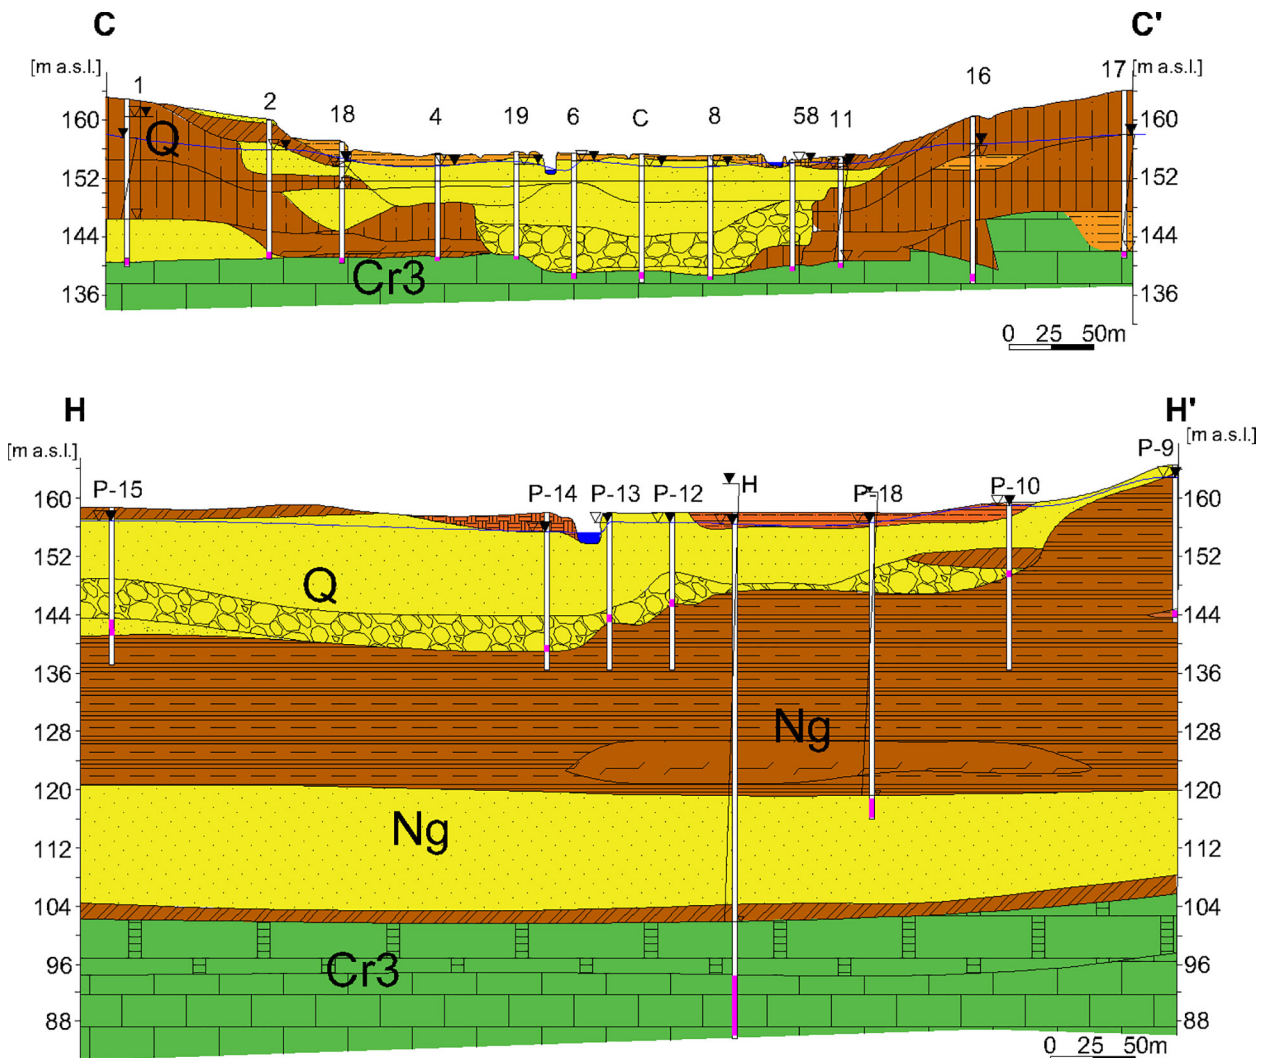 C C'
[m a.s.l.] [m a.s.l.]
1 2 18 4 19 6 C 8 58 11 16 17
160 160
Q
152 152
144 144
Cr3
136 136
0 25 50m
H H'
[m a.s.l.] [m a.s.l.]
P-15 P-14 P-13 P-12 H P-18 P-10 P-9
160 160
152 152
Q
144 144
136 136
128 128
Ng
120 120
Ng
112 112
104 104
96 96
Cr3
88 88
0 25 50m